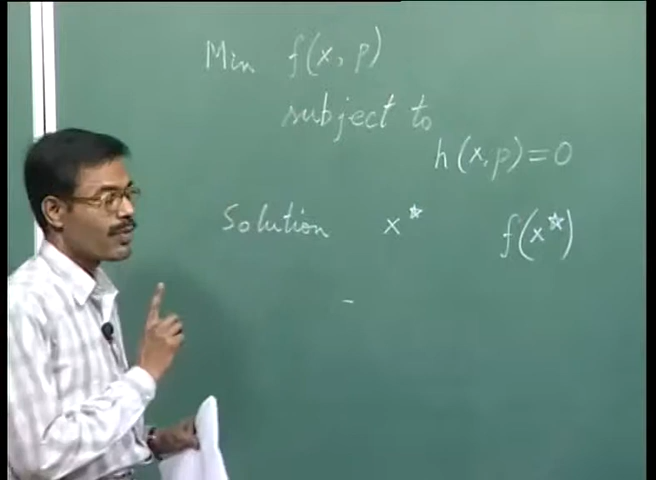 Min f(x, p)
subject to
h(x, p) = 0
Solution x* f(x*)
-